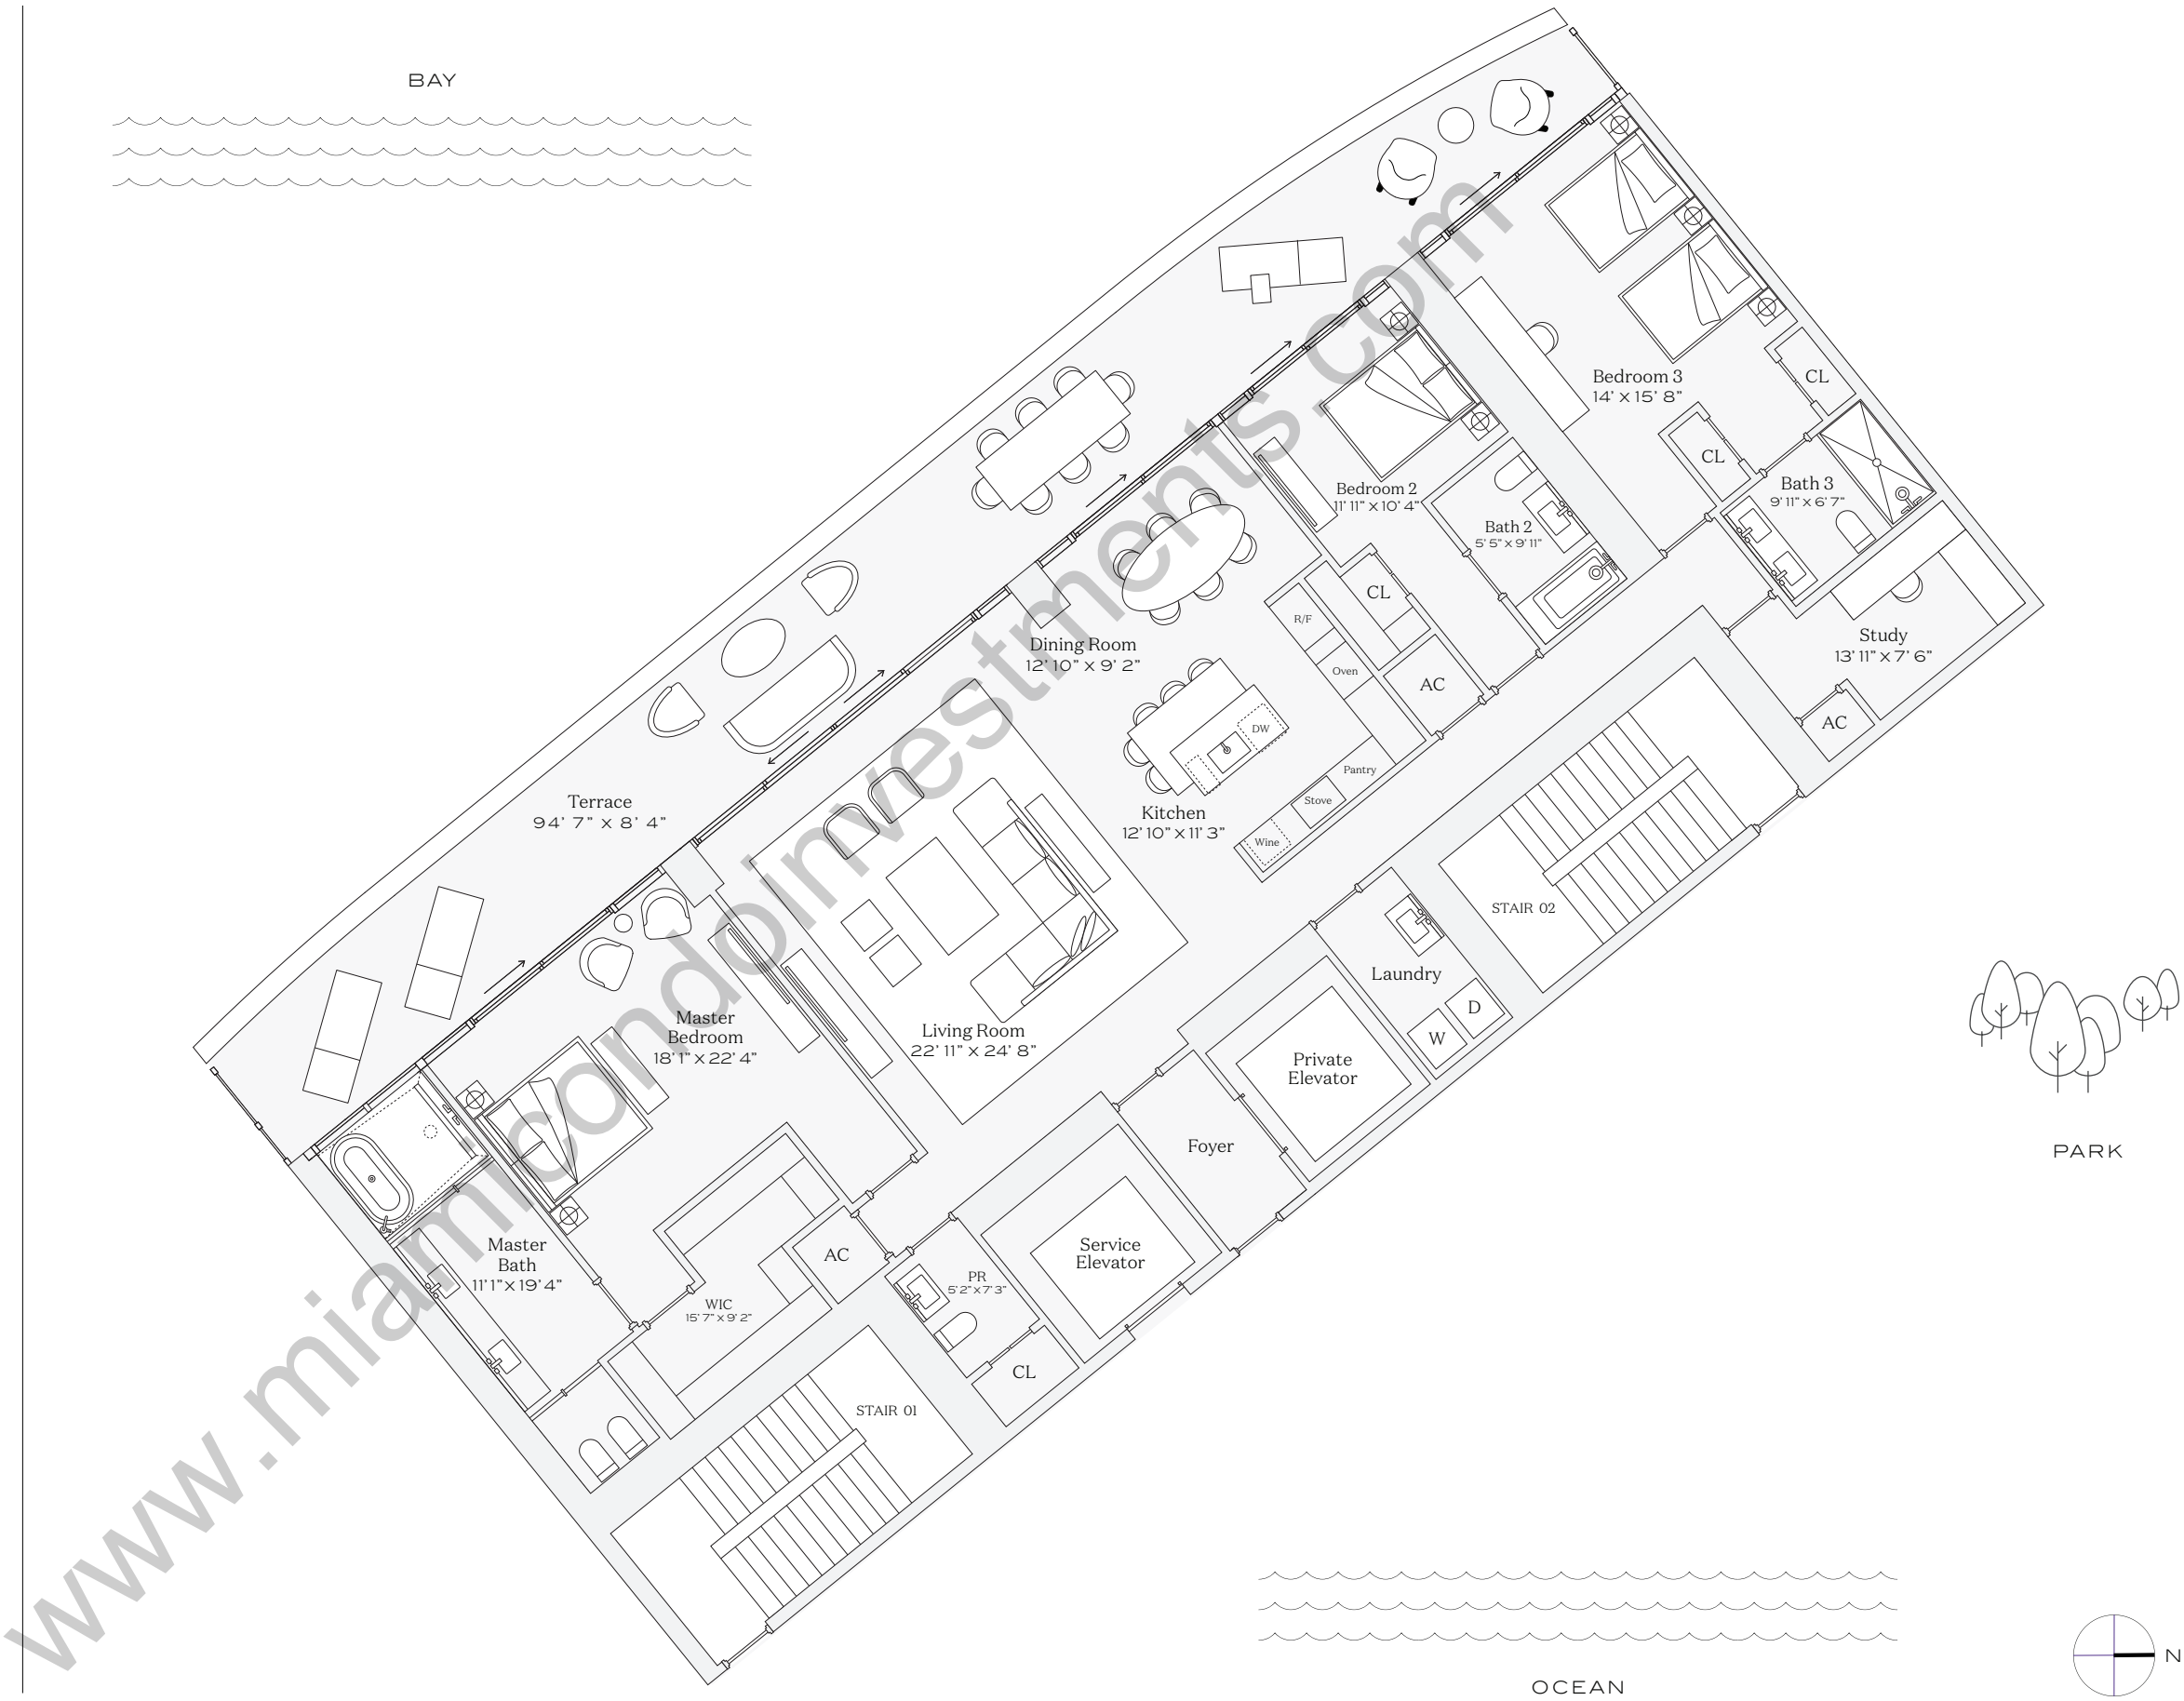 BAY
Bedroom 3
14' X 15' 8"
CL
CL
Bath 3
9' 11" X 6' 7"
Bedroom 2
11' 11" X 10' 4"
Bath 2
5' 5" X 9' 11"
CL
R/F
Oven
AC
Study
13' 11" X 7' 6"
AC
Dining Room
12' 10" X 9' 2"
DW
Pantry
Stove
Wine
Kitchen
12' 10" X 11' 3"
Terrace
94' 7" X 8' 4"
STAIR 02
Laundry
D
W
Master
Bedroom
18' 1" X 22' 4"
Living Room
22' 11" X 24' 8"
Private
Elevator
Foyer
Service
Elevator
Master
Bath
11' 1" X 19' 4"
AC
WIC
15' 7" X 9' 2"
PR
5' 2" X 7' 3"
CL
STAIR 01
PARK
OCEAN
N
www.miamicondoinvestments.com